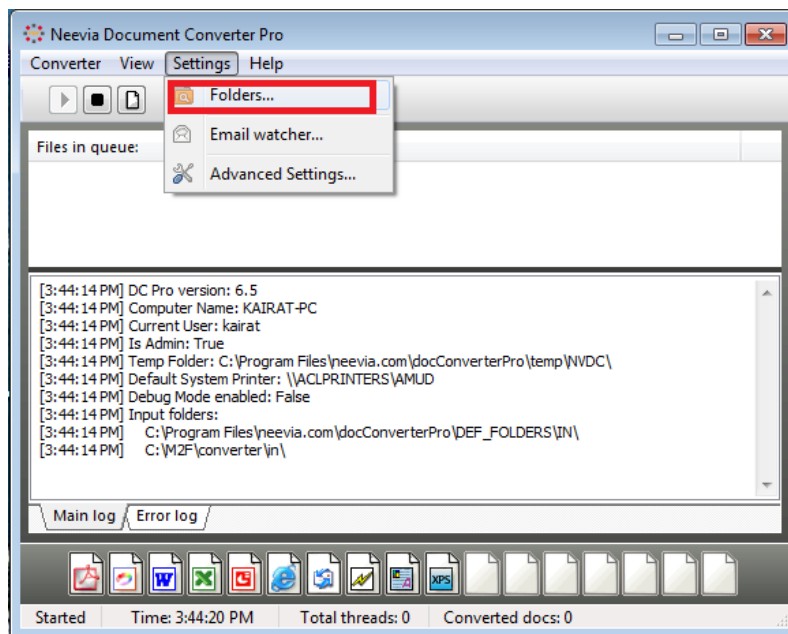 Neevia Document Converter Pro
Converter View Settings Help
Folders...
Email watcher...
Advanced Settings...
Files in queue:
[3:44:14 PM] DC Pro version: 6.5
[3:44:14 PM] Computer Name: KAIRAT-PC
[3:44:14 PM] Current User: kairat
[3:44:14 PM] Is Admin: True
[3:44:14 PM] Temp Folder: C:\Program Files\neevia.com\docConverterPro\temp\NVDC\
[3:44:14 PM] Default System Printer: \\ACLPRINTERS\AMUD
[3:44:14 PM] Debug Mode enabled: False
[3:44:14 PM] Input folders:
[3:44:14 PM] C:\Program Files\neevia.com\docConverterPro\DEF_FOLDERS\IN\
[3:44:14 PM] C:\M2F\converter\in\
Main log Error log
W XPS
Started Time: 3:44:20 PM Total threads: 0 Converted docs: 0